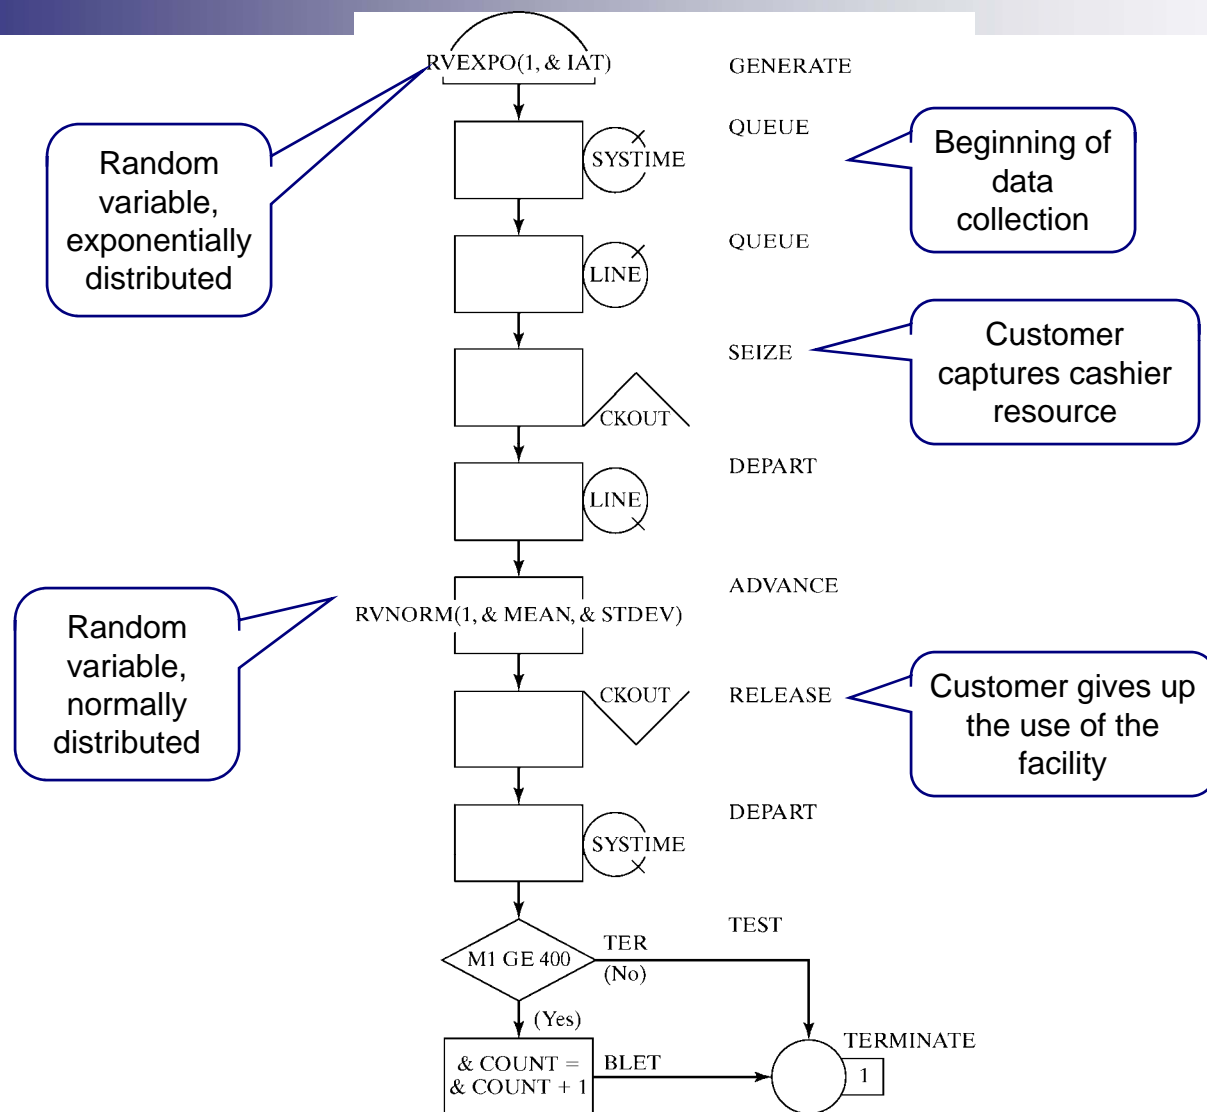 RVEXPO(1, & IAT)
GENERATE
Random
variable,
exponentially
distributed
SYSTIME
QUEUE
Beginning of
data
collection
LINE
QUEUE
CKOUT
SEIZE
Customer
captures cashier
resource
LINE
DEPART
RVNORM(1, & MEAN, & STDEV)
ADVANCE
Random
variable,
normally
distributed
CKOUT
RELEASE
Customer gives up
the use of the
facility
SYSTIME
DEPART
M1 GE 400
TER
(No)
TEST
(Yes)
& COUNT =
& COUNT + 1
BLET
TERMINATE
1